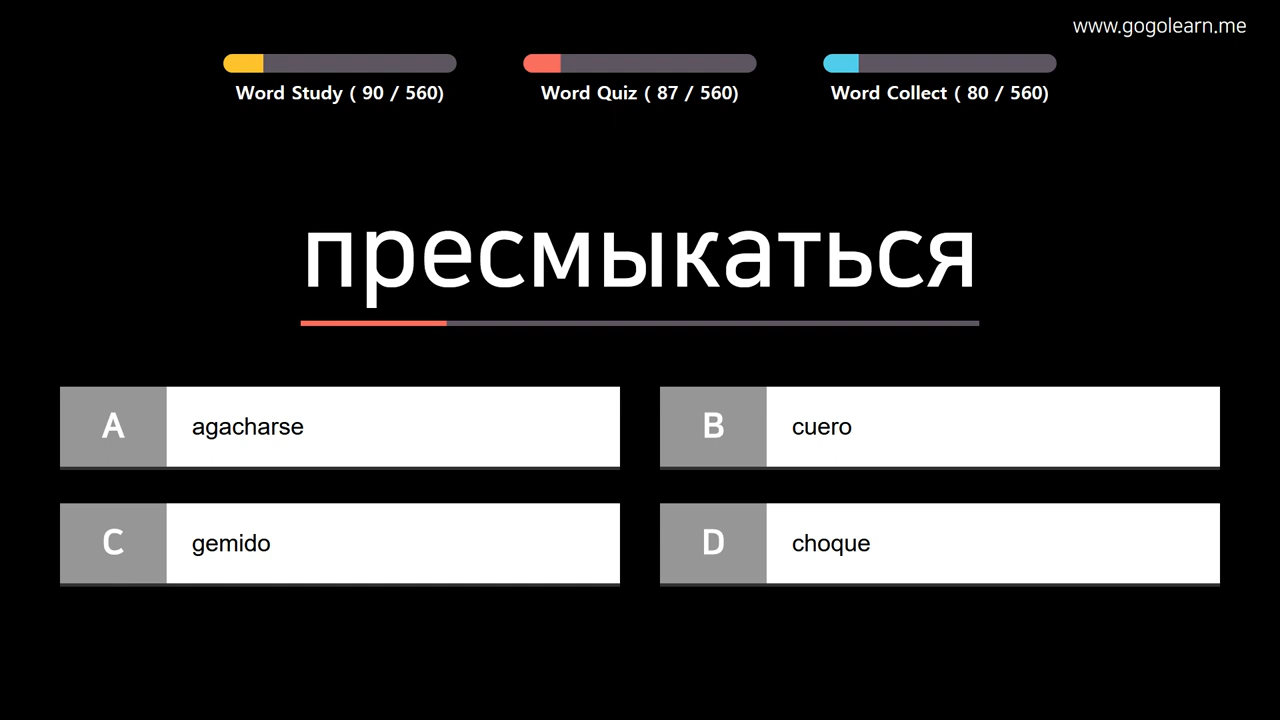 www.gogolearn.me
Word Study ( 90 / 560)
Word Quiz ( 87 / 560)
Word Collect ( 80 / 560)
пресмыкаться
A agacharse
B cuero
C gemido
D choque